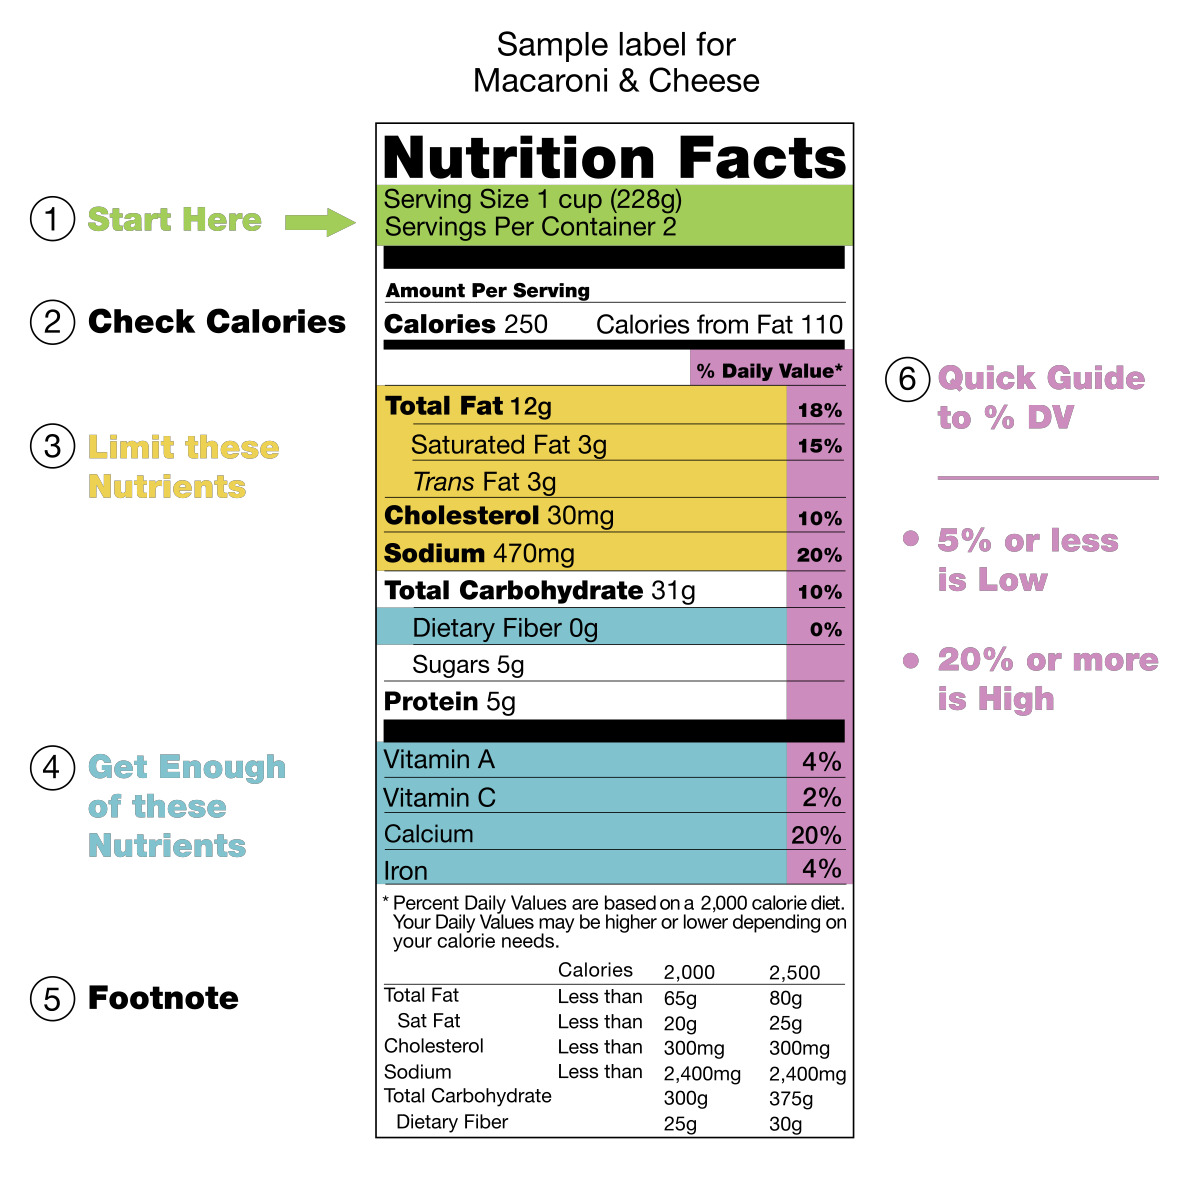 Sample label for
Macaroni & Cheese
Nutrition Facts
① Start Here
Serving Size 1 cup (228g)
Servings Per Container 2
Amount Per Serving
② Check Calories
Calories 250 Calories from Fat 110
% Daily Value*
③ Limit these
Nutrients
Total Fat 12g 18%
Saturated Fat 3g 15%
Trans Fat 3g
Cholesterol 30mg 10%
Sodium 470mg 20%
Total Carbohydrate 31g 10%
Dietary Fiber 0g 0%
Sugars 5g
Protein 5g
④ Get Enough
of these
Nutrients
Vitamin A 4%
Vitamin C 2%
Calcium 20%
Iron 4%
⑤ Footnote
* Percent Daily Values are based on a 2,000 calorie diet.
Your Daily Values may be higher or lower depending on
your calorie needs.
Calories 2,000 2,500
Total Fat Less than 65g 80g
Sat Fat Less than 20g 25g
Cholesterol Less than 300mg 300mg
Sodium Less than 2,400mg 2,400mg
Total Carbohydrate 300g 375g
Dietary Fiber 25g 30g
⑥ Quick Guide
to % DV
• 5% or less
is Low
• 20% or more
is High